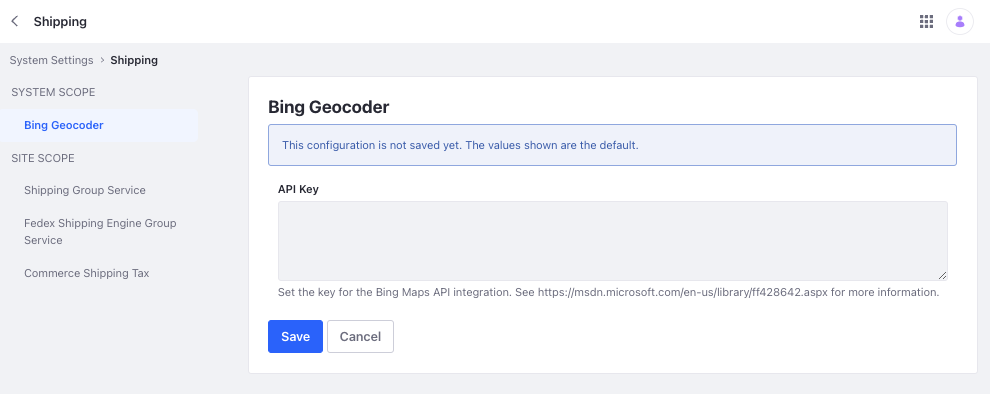 Shipping
System Settings > Shipping
SYSTEM SCOPE
Bing Geocoder
SITE SCOPE
Shipping Group Service
Fedex Shipping Engine Group
Service
Commerce Shipping Tax
Bing Geocoder
This configuration is not saved yet. The values shown are the default.
API Key
Set the key for the Bing Maps API integration. See https://msdn.microsoft.com/en-us/library/ff428642.aspx for more information.
Save Cancel